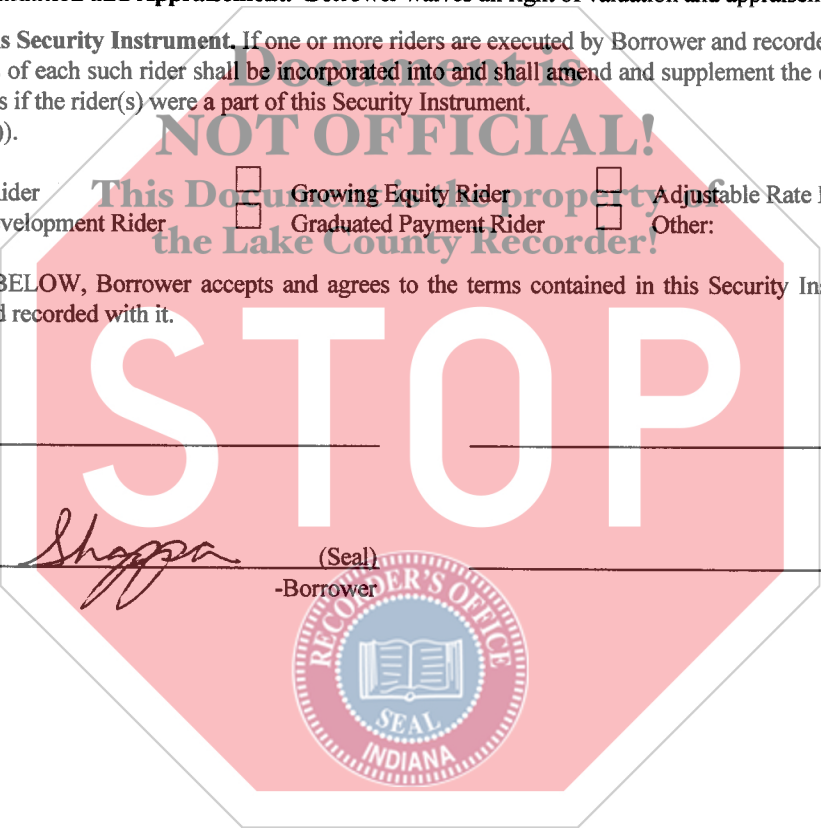 Borrower waives all right of valuation and appraisem
s Security Instrument. If one or more riders are executed by Borrower and recorde
of each such rider shall be incorporated into and shall amend and supplement the
s if the rider(s) were a part of this Security Instrument.
)).
Document is
NOT OFFICIAL!
This Document is the property of
the Lake County Recorder!
ider Growing Equity Rider Adjustable Rate
velopment Rider Graduated Payment Rider Other:
BELOW, Borrower accepts and agrees to the terms contained in this Security Ins
d recorded with it.
STOP
Shappa (Seal)
-Borrower
RECORDER'S OFFICE
SEAL
INDIANA